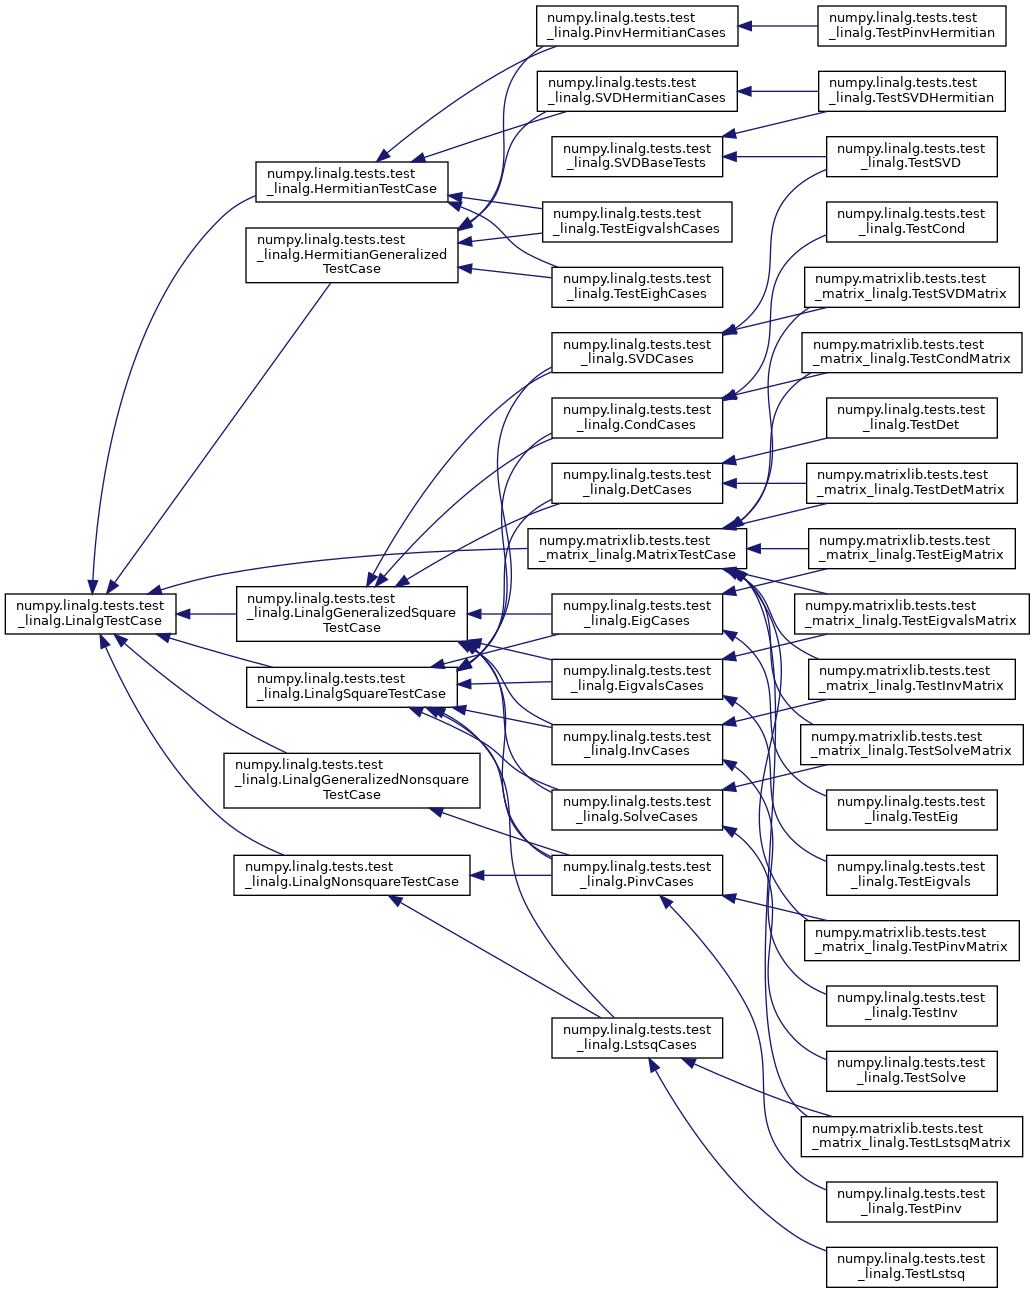 numpy.linalg.tests.test
_linalg.LinalgTestCase
numpy.linalg.tests.test
_linalg.HermitianTestCase
numpy.linalg.tests.test
_linalg.HermitianGeneralized
TestCase
numpy.linalg.tests.test
_linalg.LinalgGeneralizedSquare
TestCase
numpy.linalg.tests.test
_linalg.LinalgSquareTestCase
numpy.linalg.tests.test
_linalg.LinalgGeneralizedNonsquare
TestCase
numpy.linalg.tests.test
_linalg.LinalgNonsquareTestCase
numpy.linalg.tests.test
_linalg.PinvHermitianCases
numpy.linalg.tests.test
_linalg.SVDHermitianCases
numpy.linalg.tests.test
_linalg.SVDBaseTests
numpy.linalg.tests.test
_linalg.TestEigvalshCases
numpy.linalg.tests.test
_linalg.TestEighCases
numpy.linalg.tests.test
_linalg.SVDCases
numpy.linalg.tests.test
_linalg.CondCases
numpy.linalg.tests.test
_linalg.DetCases
numpy.matrixlib.tests.test
_matrix_linalg.MatrixTestCase
numpy.linalg.tests.test
_linalg.EigCases
numpy.linalg.tests.test
_linalg.EigvalsCases
numpy.linalg.tests.test
_linalg.InvCases
numpy.linalg.tests.test
_linalg.SolveCases
numpy.linalg.tests.test
_linalg.PinvCases
numpy.linalg.tests.test
_linalg.LstsqCases
numpy.linalg.tests.test
_linalg.TestPinvHermitian
numpy.linalg.tests.test
_linalg.TestSVDHermitian
numpy.linalg.tests.test
_linalg.TestSVD
numpy.linalg.tests.test
_linalg.TestCond
numpy.matrixlib.tests.test
_matrix_linalg.TestSVDMatrix
numpy.matrixlib.tests.test
_matrix_linalg.TestCondMatrix
numpy.linalg.tests.test
_linalg.TestDet
numpy.matrixlib.tests.test
_matrix_linalg.TestDetMatrix
numpy.matrixlib.tests.test
_matrix_linalg.TestEigMatrix
numpy.matrixlib.tests.test
_matrix_linalg.TestEigvalsMatrix
numpy.matrixlib.tests.test
_matrix_linalg.TestInvMatrix
numpy.matrixlib.tests.test
_matrix_linalg.TestSolveMatrix
numpy.linalg.tests.test
_linalg.TestEig
numpy.linalg.tests.test
_linalg.TestEigvals
numpy.matrixlib.tests.test
_matrix_linalg.TestPinvMatrix
numpy.linalg.tests.test
_linalg.TestInv
numpy.linalg.tests.test
_linalg.TestSolve
numpy.matrixlib.tests.test
_matrix_linalg.TestLstsqMatrix
numpy.linalg.tests.test
_linalg.TestPinv
numpy.linalg.tests.test
_linalg.TestLstsq